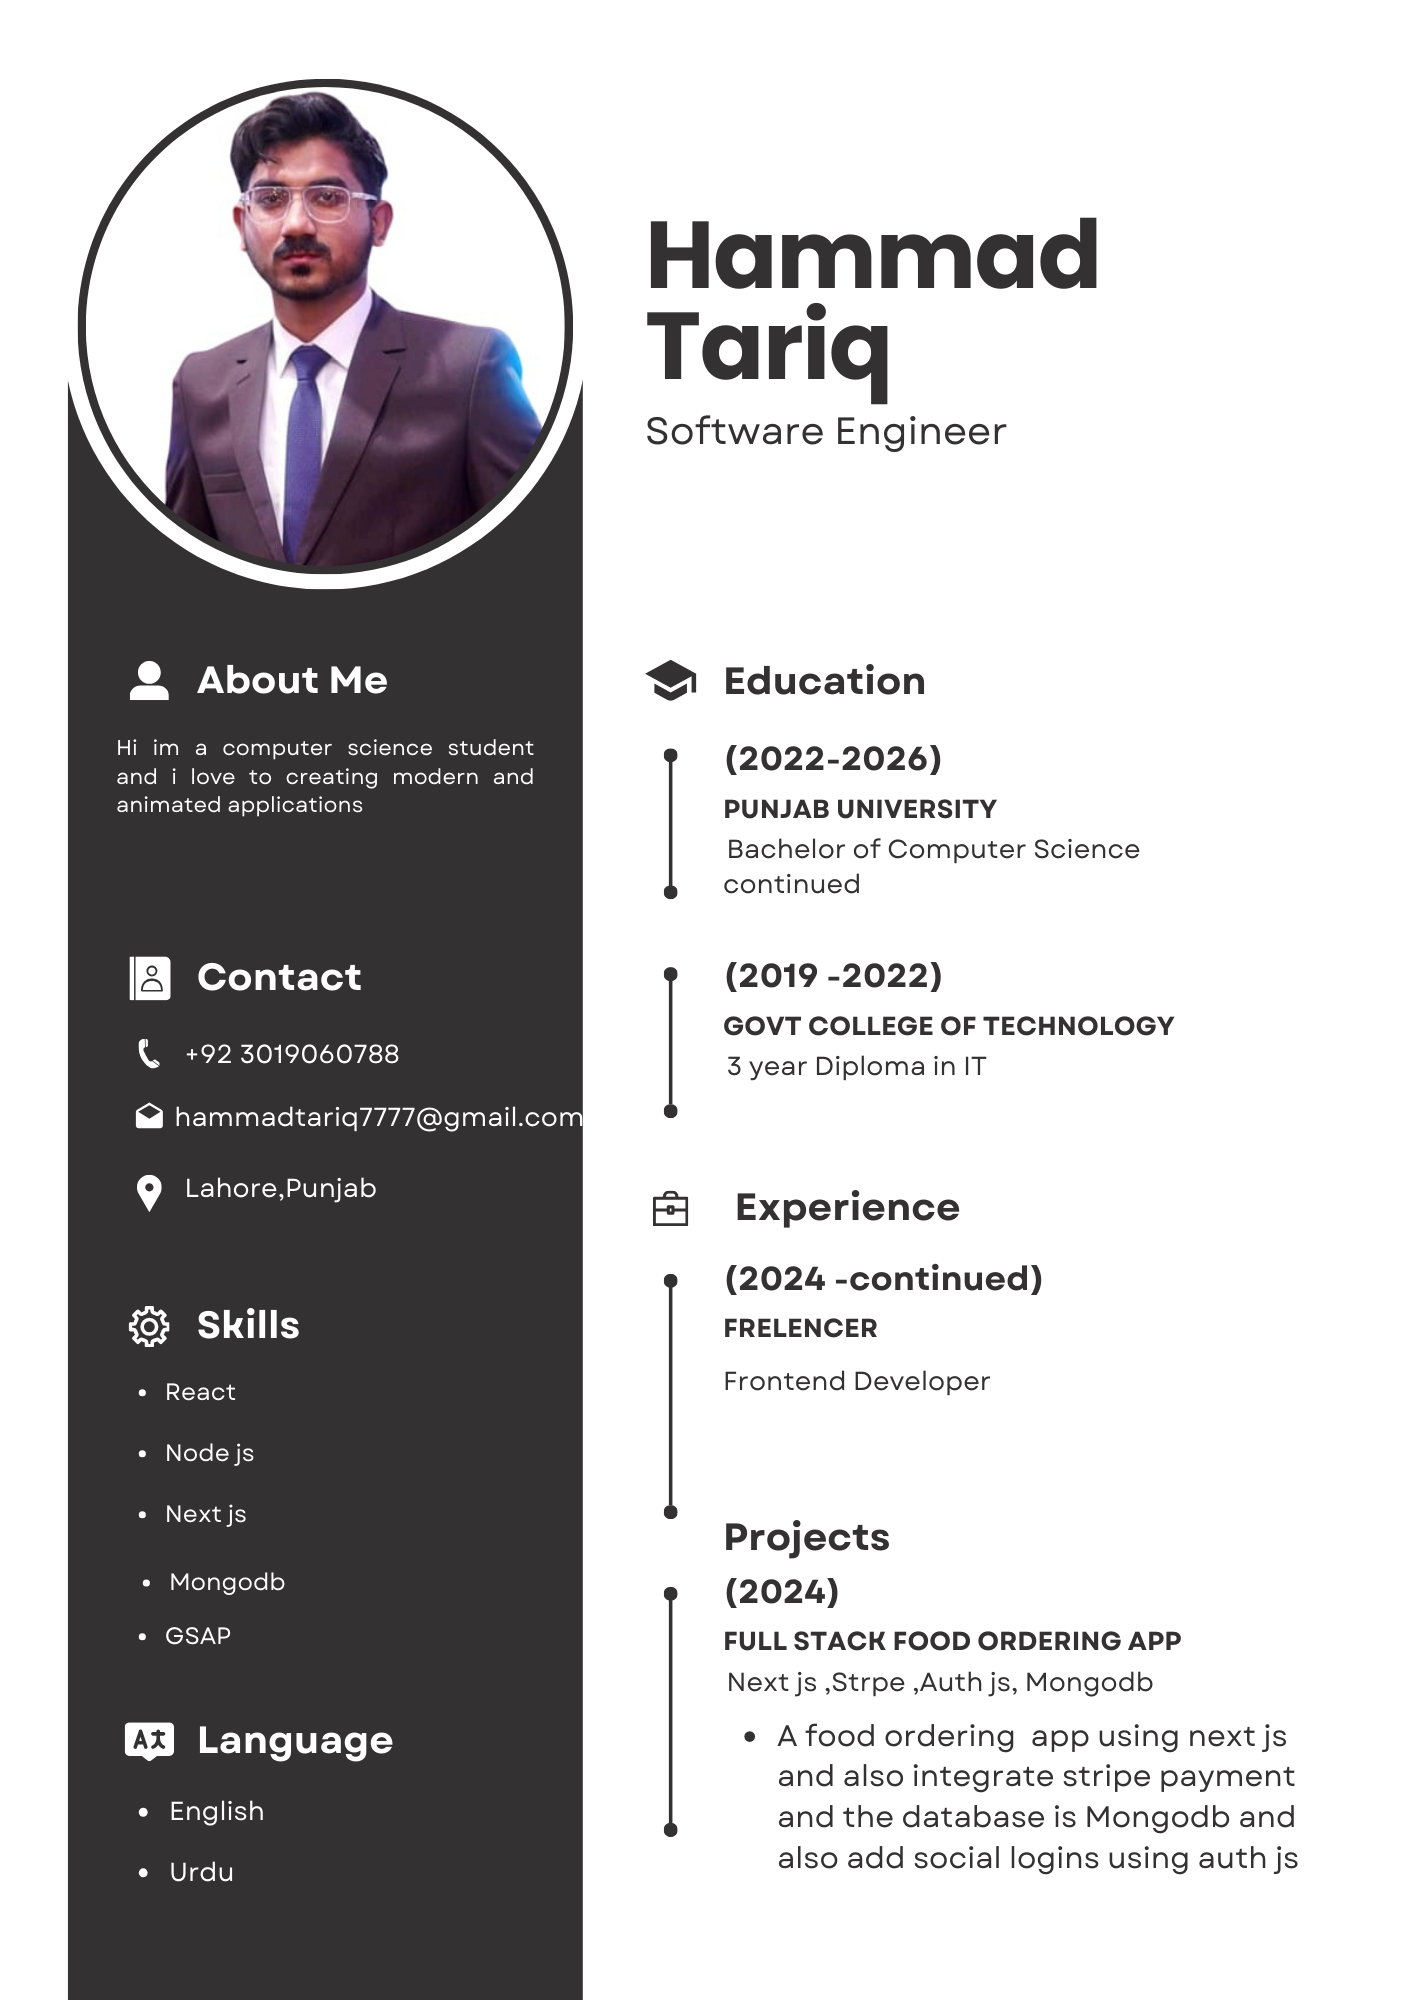 Hammad
Tariq
Software Engineer
About Me
Hi im a computer science student
and i love to creating modern and
animated applications
Contact
+92 3019060788
hammadtariq7777@gmail.com
Lahore,Punjab
Skills
• React
• Node js
• Next js
• Mongodb
• GSAP
Language
• English
• Urdu
Education
(2022-2026)
PUNJAB UNIVERSITY
Bachelor of Computer Science
continued
(2019 -2022)
GOVT COLLEGE OF TECHNOLOGY
3 year Diploma in IT
Experience
(2024 -continued)
FRELENCER
Frontend Developer
Projects
(2024)
FULL STACK FOOD ORDERING APP
Next js ,Strpe ,Auth js, Mongodb
• A food ordering  app using next js
and also integrate stripe payment
and the database is Mongodb and
also add social logins using auth js